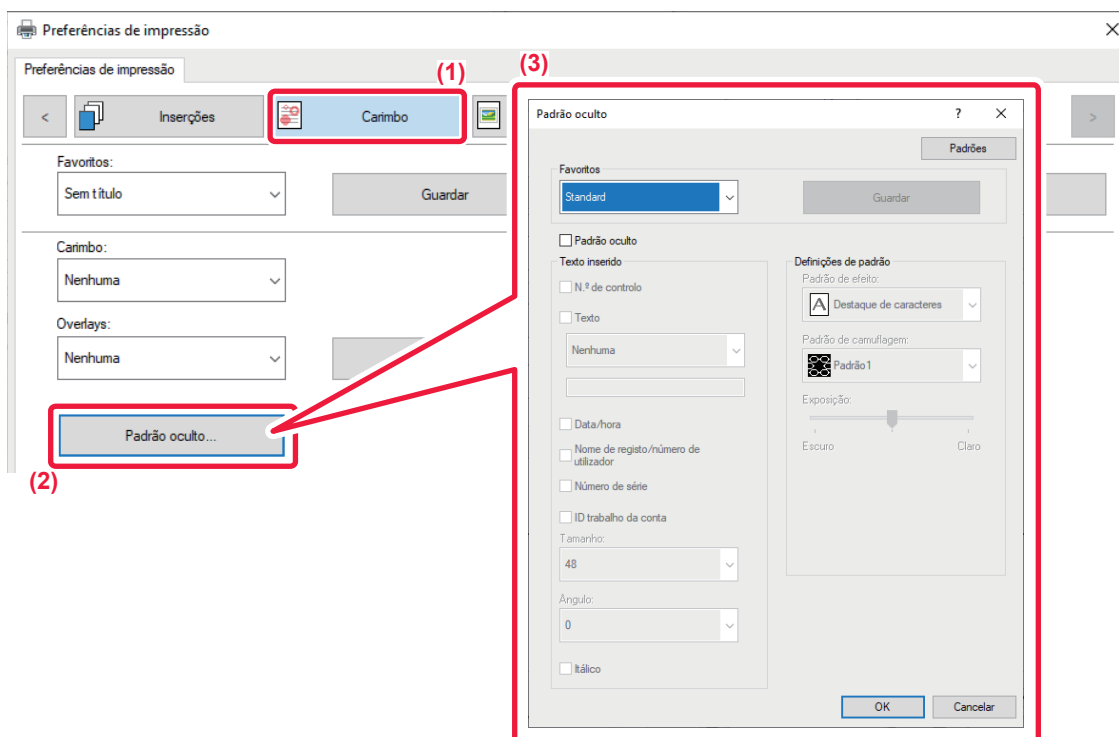 Preferências de impressão
Preferências de impressão
(1)
(3)
<
Inserções
Carimbo
>
Favoritos:
Sem título
Guardar
Carimbo:
Nenhuma
Overlays:
Nenhuma
Padrão oculto...
(2)
Padrão oculto
?
Padrões
Favoritos
Standard
Guardar
Padrão oculto
Texto inserido
N.º de controlo
Texto
Nenhuma
Data/hora
Nome de registo/número de
utilizador
Número de série
ID trabalho da conta
Tamanho:
48
Ângulo:
0
Itálico
Definições de padrão
Padrão de efeito:
A
Destaque de caracteres
Padrão de camuflagem:
Padrão1
Exposição:
Escuro
Claro
OK
Cancelar